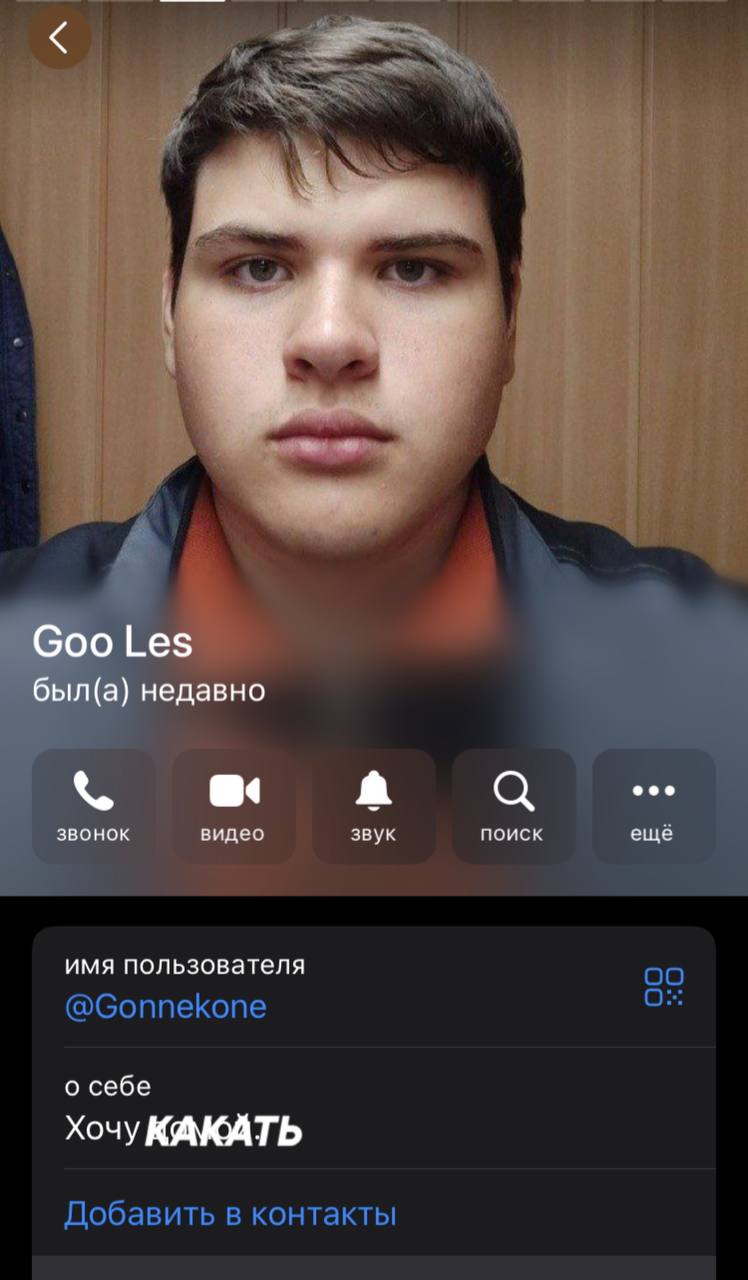 Goo Les
был(а) недавно
звонок
видео
звук
поиск
ещё
имя пользователя
@Gonnekone
о себе
Хочу КАКАТЬ
Добавить в контакты